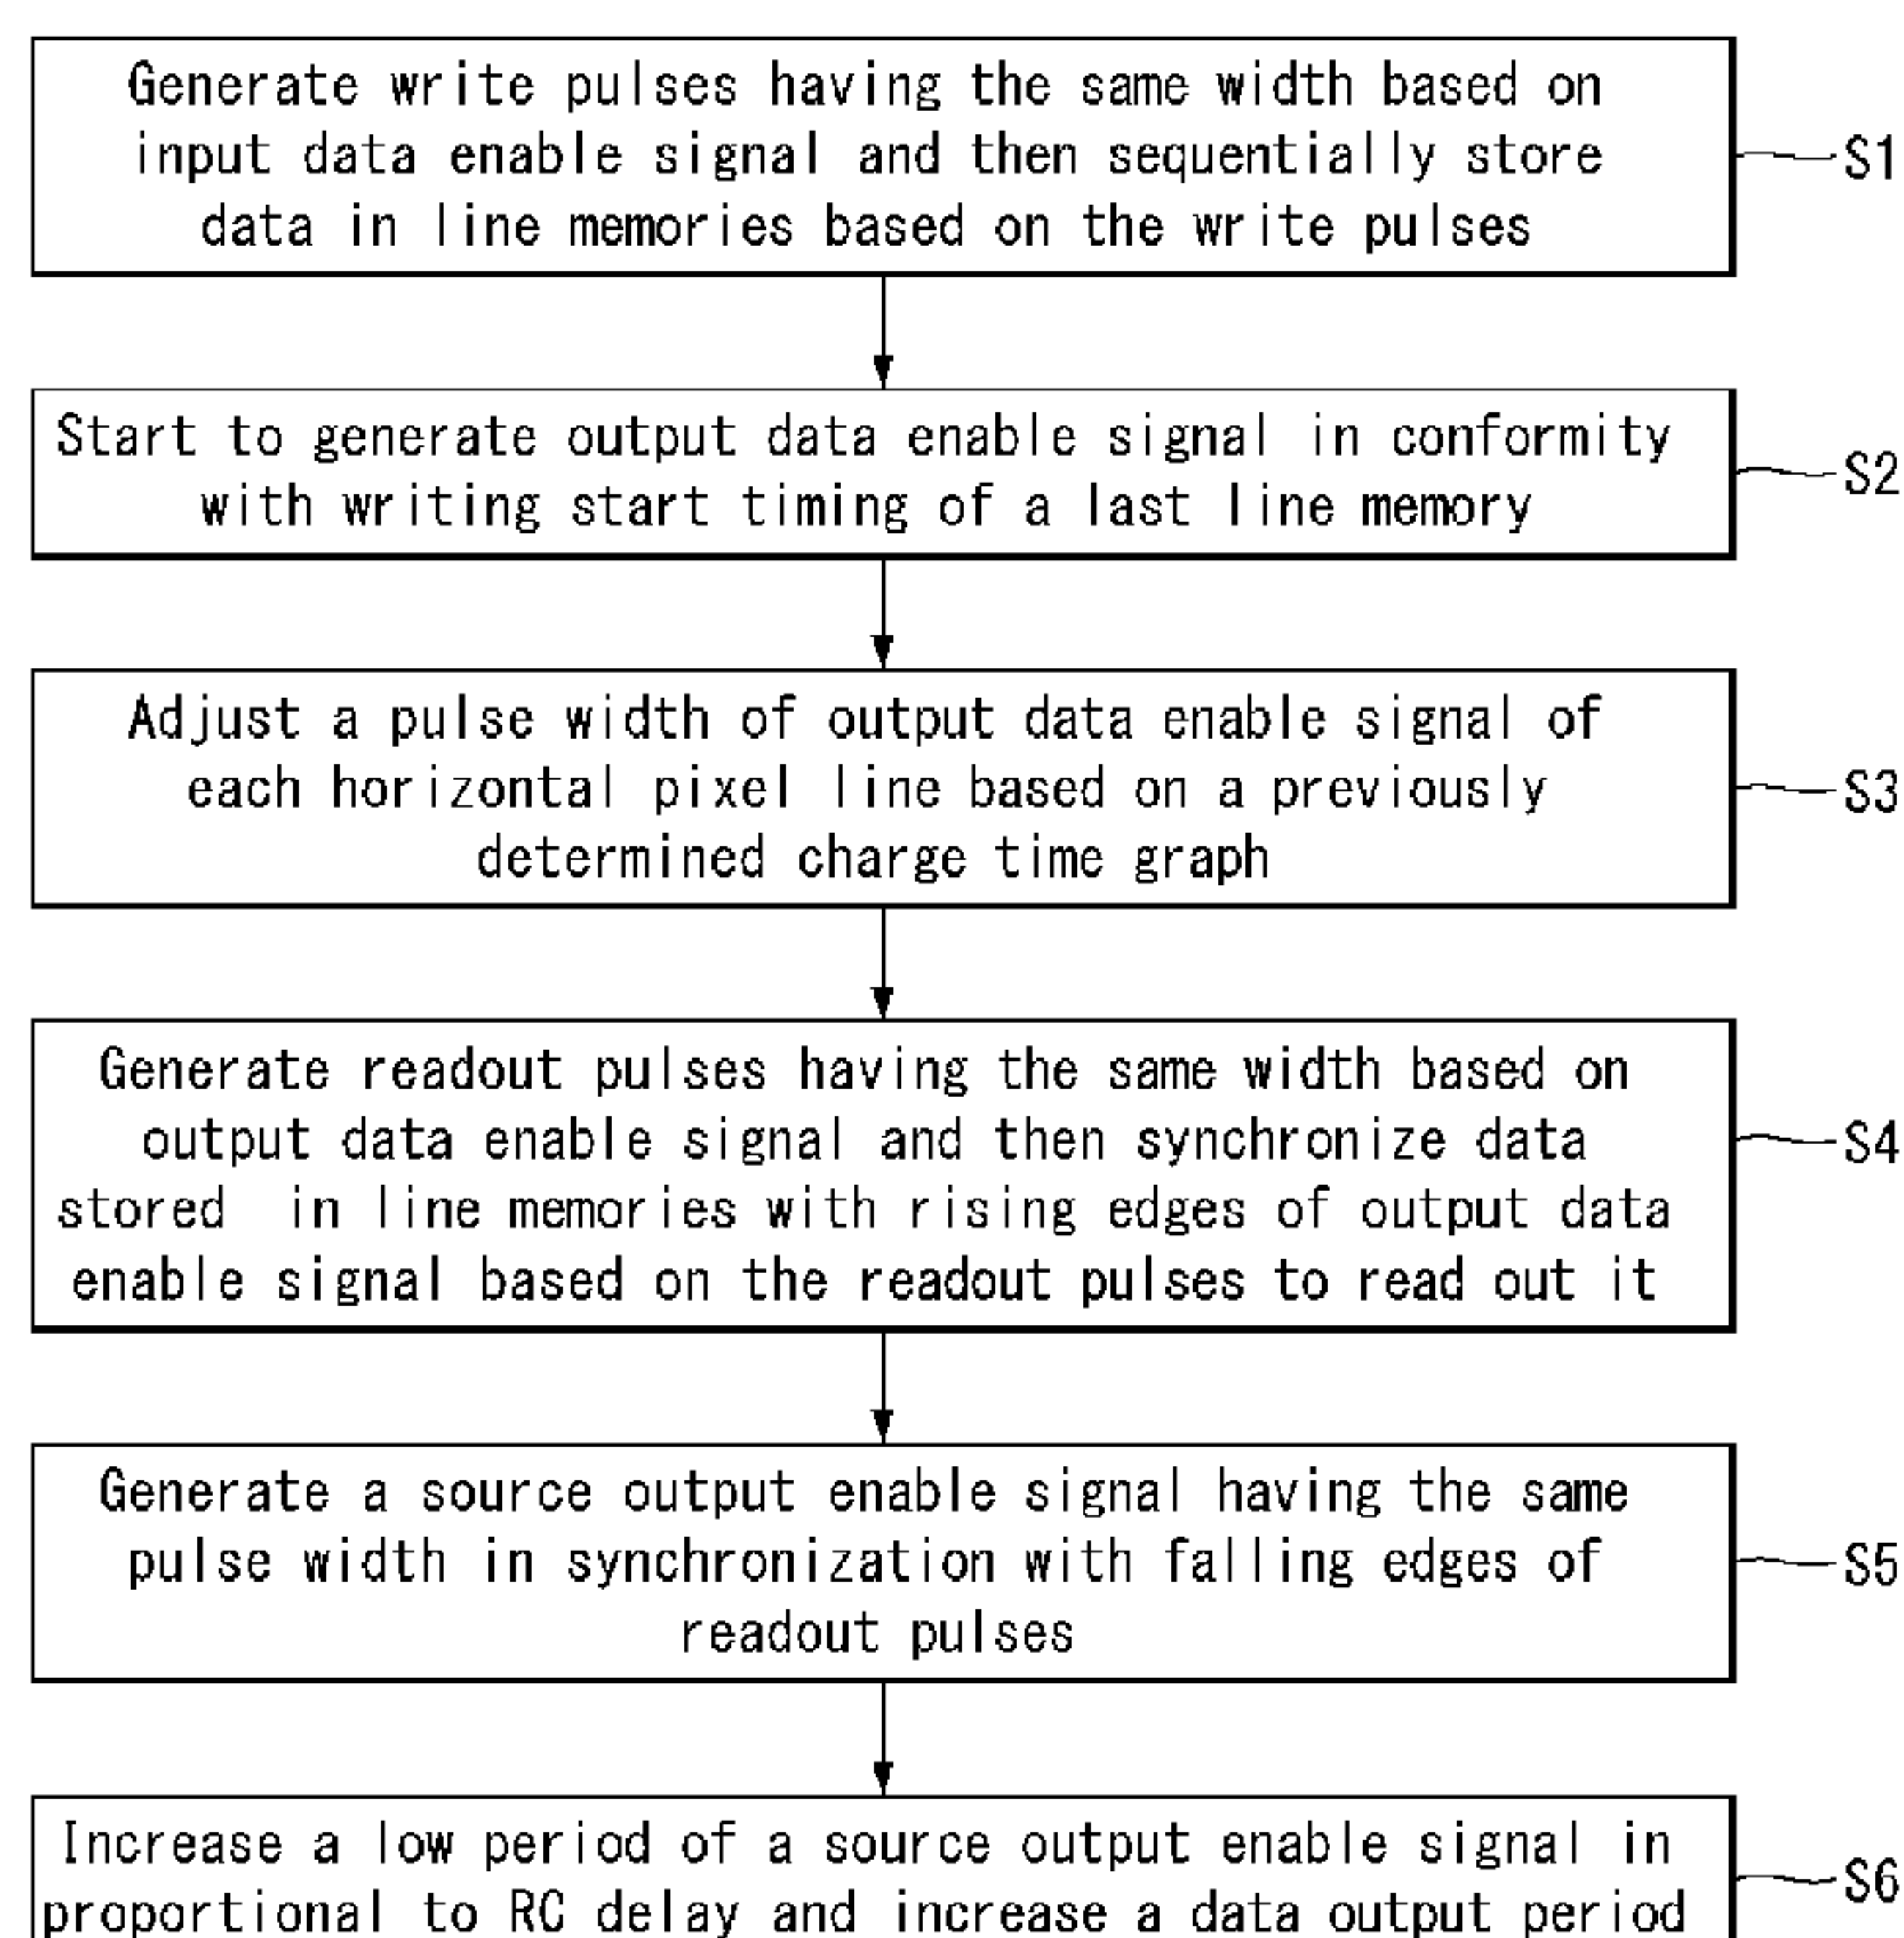 Generate write pulses having the same width based on
input data enable signal and then sequentially store
data in line memories based on the write pulses
S1
Start to generate output data enable signal in conformity
with writing start timing of a last line memory
S2
Adjust a pulse width of output data enable signal of
each horizontal pixel line based on a previously
determined charge time graph
S3
Generate readout pulses having the same width based on
output data enable signal and then synchronize data
stored in line memories with rising edges of output data
enable signal based on the readout pulses to read out it
S4
Generate a source output enable signal having the same
pulse width in synchronization with falling edges of
readout pulses
S5
Increase a low period of a source output enable signal in
proportional to RC delay and increase a data output period
S6